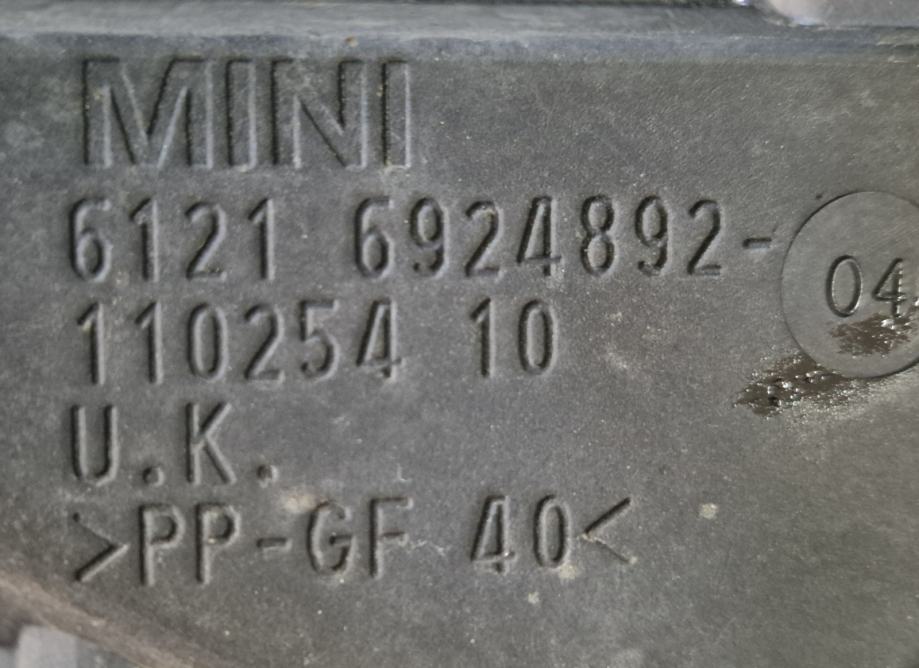 MINI
6121 6924892-
04
110254 10
U.K.
>PP-GF 40<